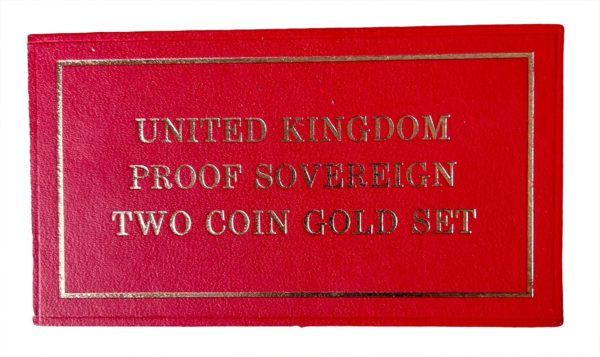 UNITED KINGDOM
PROOF SOVEREIGN
TWO COIN GOLD SET